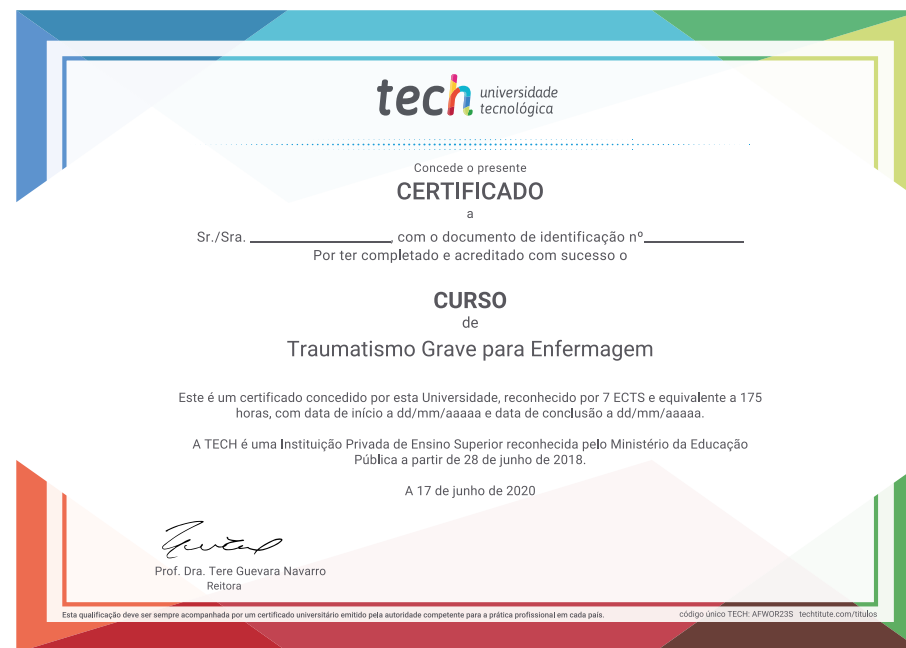 tech universidade
tecnológica
Concede o presente
CERTIFICADO
a
Sr./Sra. ____________________, com o documento de identificação nº______________
Por ter completado e acreditado com sucesso o
CURSO
de
Traumatismo Grave para Enfermagem
Este é um certificado concedido por esta Universidade, reconhecido por 7 ECTS e equivalente a 175
horas, com data de início a dd/mm/aaaaa e data de conclusão a dd/mm/aaaaa.
A TECH é uma Instituição Privada de Ensino Superior reconhecida pelo Ministério da Educação
Pública a partir de 28 de junho de 2018.
A 17 de junho de 2020
Prof. Dra. Tere Guevara Navarro
Reitora
Esta qualificação deve ser sempre acompanhada por um certificado universitário emitido pela autoridade competente para a prática profissional em cada país.
código único TECH: AFWOR23S techtitute.com/titulos